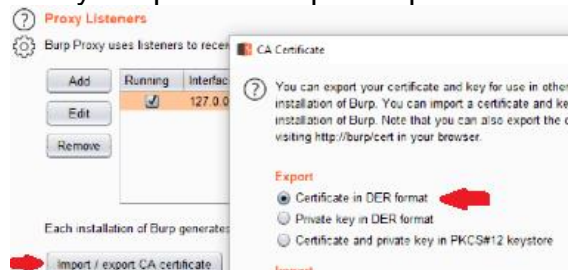 Proxy Listeners
Burp Proxy uses listeners to recei
Add
Edit
Remove
Running
Interfac
127.0.0
Each installation of Burp generates
Import / export CA certificate
CA Certificate
You can export your certificate and key for use in other
installation of Burp. You can import a certificate and ke
installation of Burp. Note that you can also export the c
visiting http://burp/cert in your browser.
Export
Certificate in DER format
Private key in DER format
Certificate and private key in PKCS#12 keystore